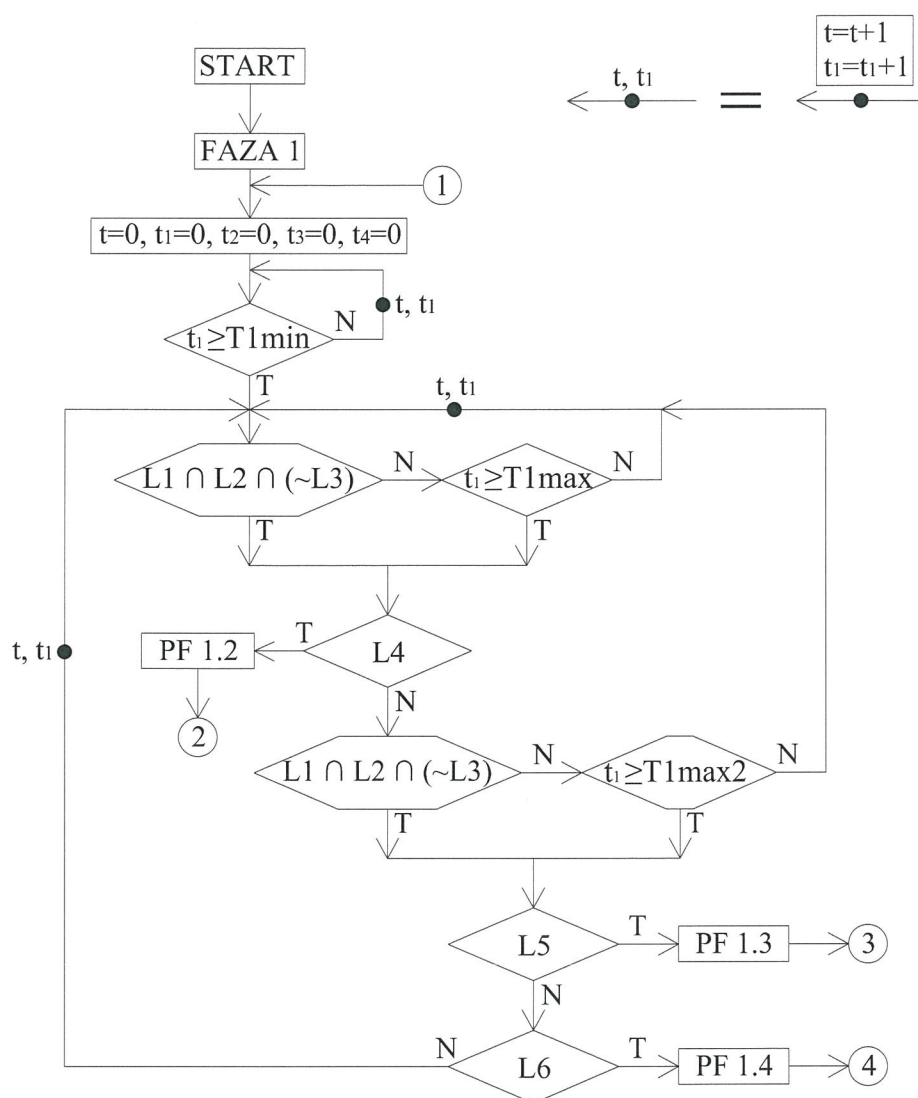 START
t, t₁
=
t=t+1
t₁=t₁+1
FAZA 1
1
t=0, t₁=0, t₂=0, t₃=0, t₄=0
t, t₁
t₁≥T1min
N
T
t, t₁
L1 ∩ L2 ∩ (~L3)
N
t₁≥T1max
N
T
T
t, t₁
PF 1.2
T
L4
N
2
L1 ∩ L2 ∩ (~L3)
N
t₁≥T1max2
N
T
T
L5
T
PF 1.3
3
N
N
L6
T
PF 1.4
4